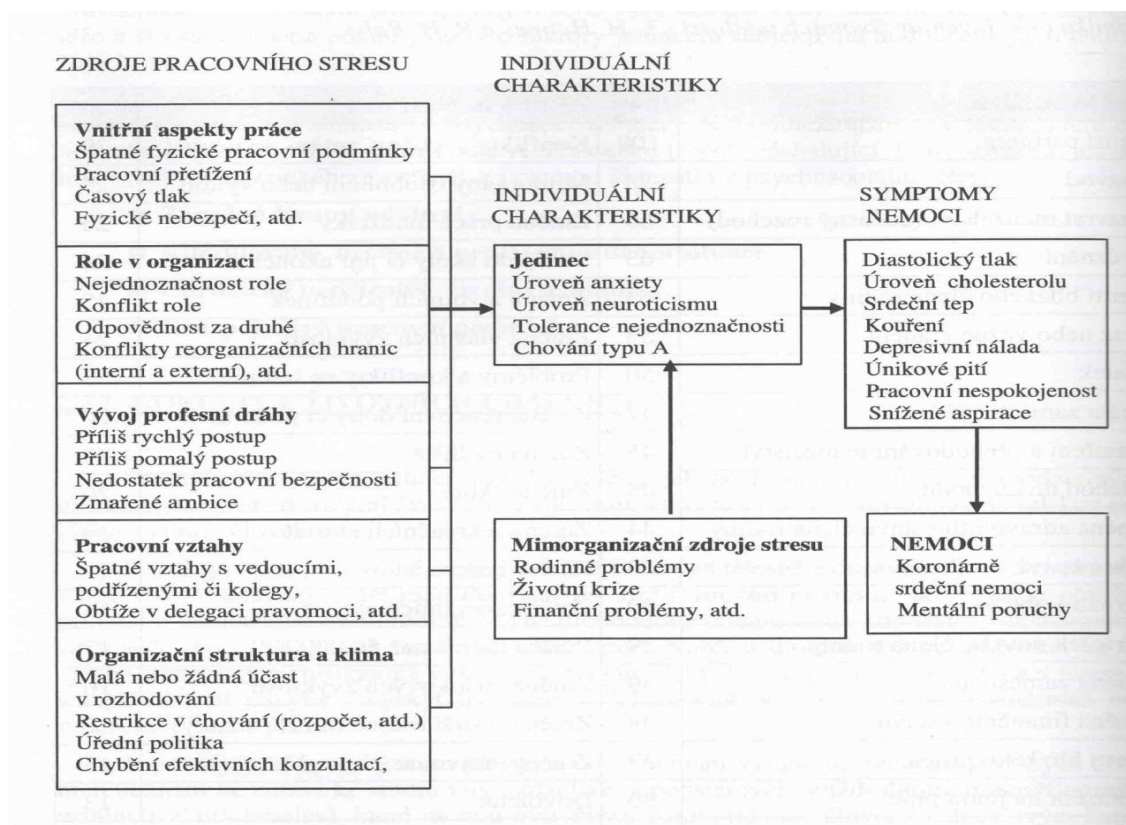 ZDROJE PRACOVNÍHO STRESU
INDIVIDUÁLNÍ
CHARAKTERISTIKY
Vnitřní aspekty práce
Špatné fyzické pracovní podmínky
Pracovní přetížení
Časový tlak
Fyzické nebezpečí, atd.
Role v organizaci
Nejednoznačnost role
Konflikt role
Odpovědnost za druhé
Konflikty reorganizačních hranic
(interní a externí), atd.
Vývoj profesní dráhy
Příliš rychlý postup
Příliš pomalý postup
Nedostatek pracovní bezpečnosti
Zmařené ambice
Pracovní vztahy
Špatné vztahy s vedoucími,
podřízenými či kolegy,
Obtíže v delegaci pravomoci, atd.
Organizační struktura a klima
Malá nebo žádná účast
v rozhodování
Restrikce v chování (rozpočet, atd.)
Úřední politika
Chybění efektivních konzultací,
INDIVIDUÁLNÍ
CHARAKTERISTIKY
Jedinec
Úroveň anxiety
Úroveň neuroticismu
Tolerance nejednoznačnosti
Chování typu A
Mimorganizační zdroje stresu
Rodinné problémy
Životní krize
Finanční problémy, atd.
SYMPTOMY
NEMOCI
Diastolický tlak
Úroveň cholesterolu
Srdeční tep
Kouření
Depresivní nálada
Únikové pití
Pracovní nespokojenost
Snížené aspirace
NEMOCI
Koronárně
srdeční nemoci
Mentální poruchy